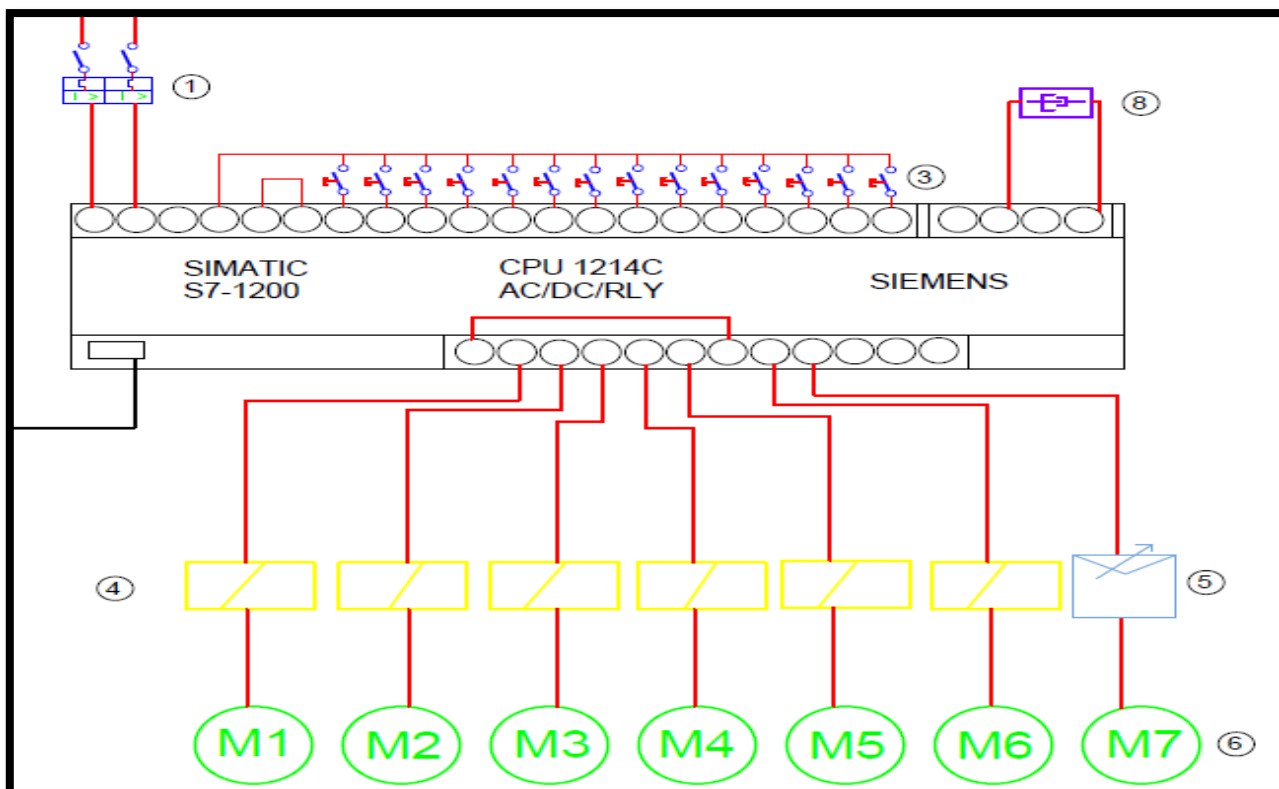 I > I >
1
8
3
SIMATIC
S7-1200
CPU 1214C
AC/DC/RLY
SIEMENS
4
5
M1 M2 M3 M4 M5 M6 M7
6